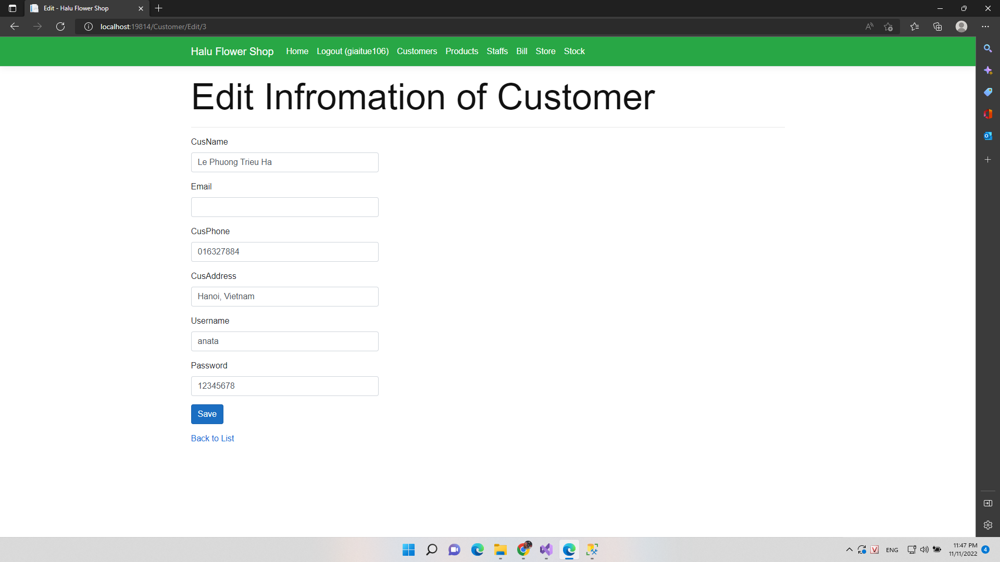 Edit - Halu Flower Shop
localhost:19814/Customer/Edit/3
Halu Flower Shop Home Logout (giaitue106) Customers Products Staffs Bill Store Stock
Edit Infromation of Customer
CusName
Le Phuong Trieu Ha
Email
CusPhone
016327884
CusAddress
Hanoi, Vietnam
Username
anata
Password
12345678
Save
Back to List
ENG
11:47 PM
11/11/2022
4